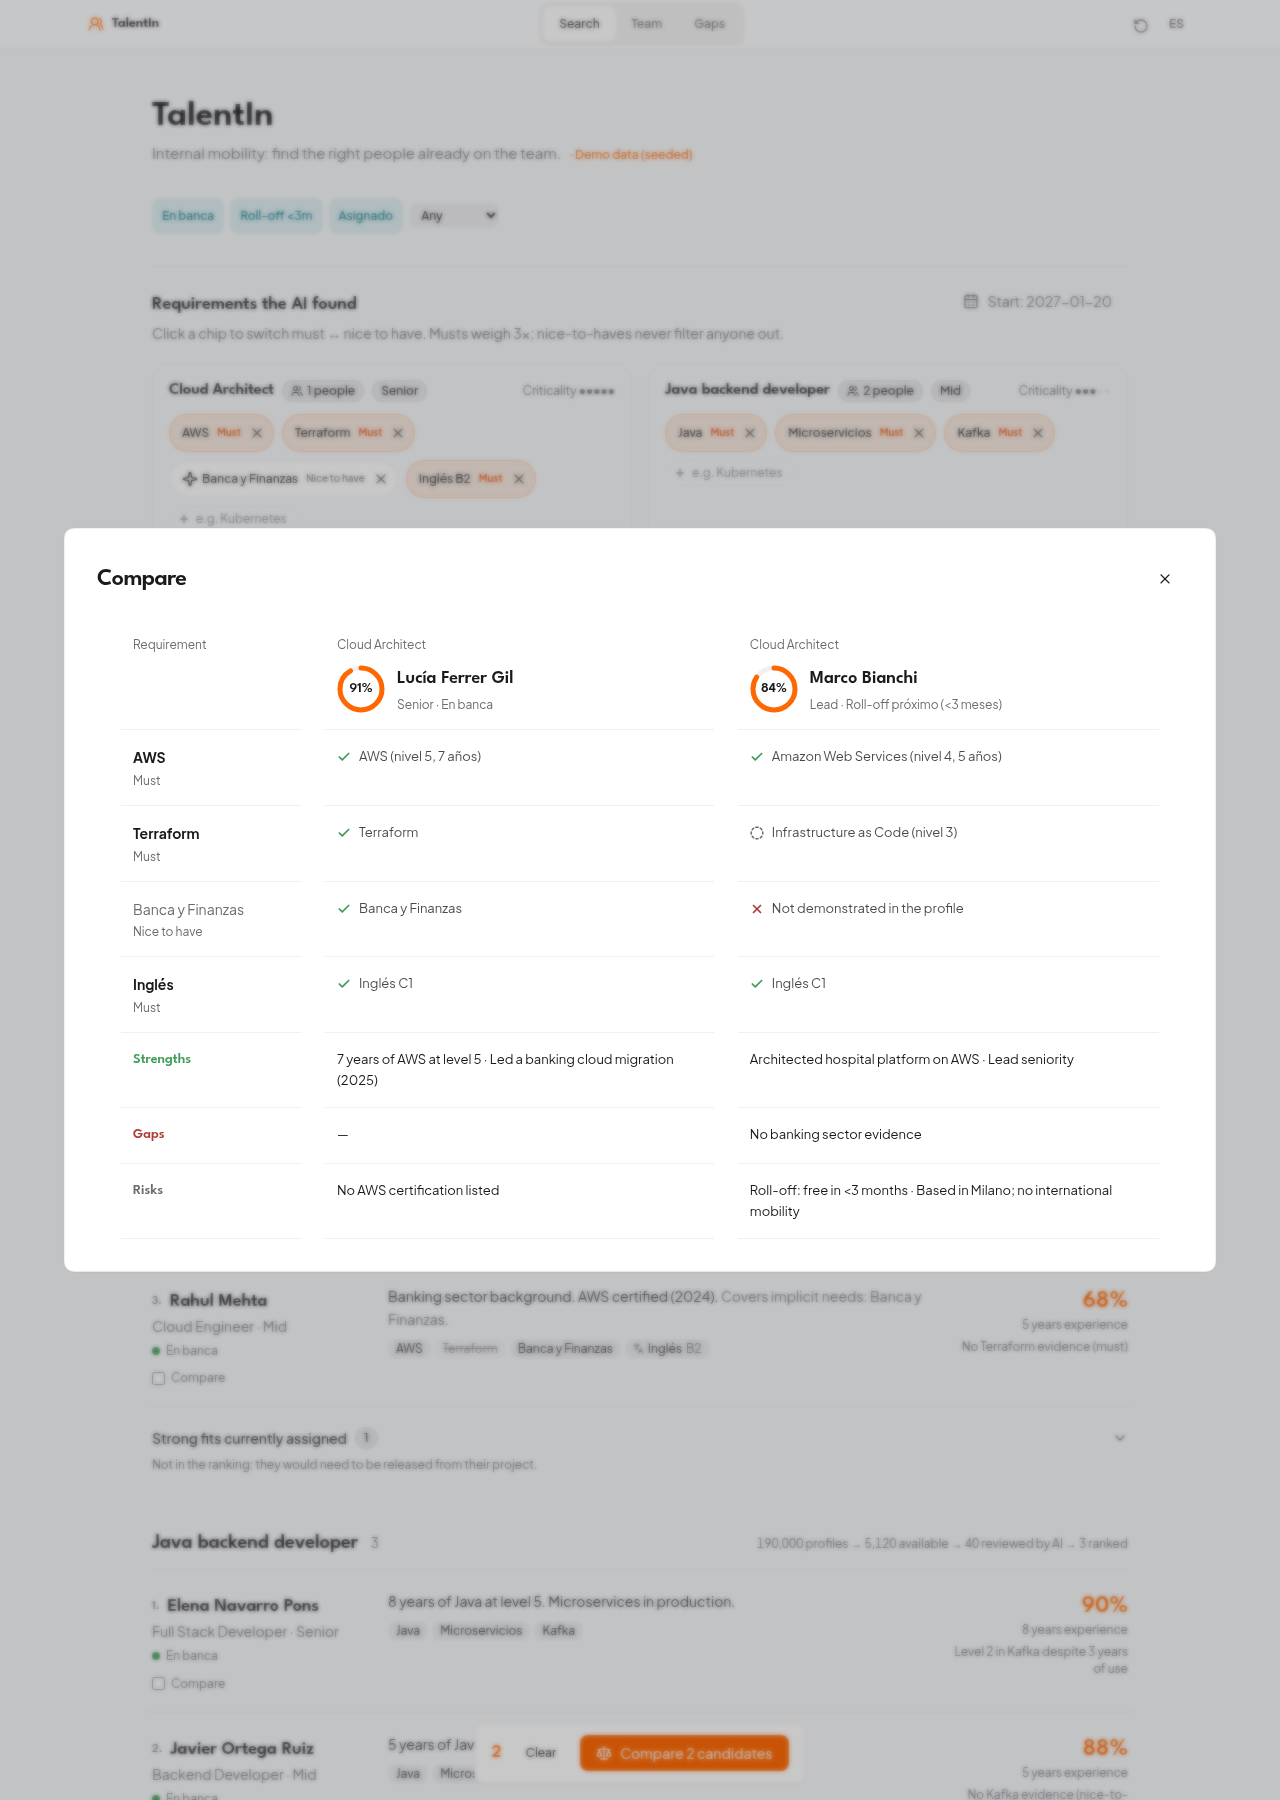 TalentIn
Search
Team
Gaps
ES
TalentIn
Internal mobility: find the right people already on the team. · Demo data (seeded)
En banca
Roll-off <3m
Asignado
Any
Requirements the AI found
Start: 2027-01-20
Click a chip to switch must ↔ nice to have. Musts weigh 3×; nice-to-haves never filter anyone out.
Cloud Architect
1 people
Senior
Criticality
AWS Must
Terraform Must
Banca y Finanzas Nice to have
Inglés B2 Must
+ e.g. Kubernetes
Java backend developer
2 people
Mid
Criticality
Java Must
Microservicios Must
Kafka Must
+ e.g. Kubernetes
Compare
Requirement
Cloud Architect
91%
Lucía Ferrer Gil
Senior · En banca
Cloud Architect
84%
Marco Bianchi
Lead · Roll-off próximo (<3 meses)
AWS
Must
AWS (nivel 5, 7 años)
Amazon Web Services (nivel 4, 5 años)
Terraform
Must
Terraform
Infrastructure as Code (nivel 3)
Banca y Finanzas
Nice to have
Banca y Finanzas
Not demonstrated in the profile
Inglés
Must
Inglés C1
Inglés C1
Strengths
7 years of AWS at level 5 · Led a banking cloud migration
(2025)
Architected hospital platform on AWS · Lead seniority
Gaps
—
No banking sector evidence
Risks
No AWS certification listed
Roll-off: free in <3 months · Based in Milano; no international
mobility
3. Rahul Mehta
Cloud Engineer · Mid
En banca
Compare
Banking sector background. AWS certified (2024). Covers implicit needs: Banca y
Finanzas.
AWS
Terraform
Banca y Finanzas
Inglés B2
68%
5 years experience
No Terraform evidence (must)
Strong fits currently assigned 1
Not in the ranking: they would need to be released from their project.
Java backend developer 3
190,000 profiles → 5,120 available → 40 reviewed by AI → 3 ranked
1. Elena Navarro Pons
Full Stack Developer · Senior
En banca
Compare
8 years of Java at level 5. Microservices in production.
Java
Microservicios
Kafka
90%
8 years experience
Level 2 in Kafka despite 3 years
of use
2. Javier Ortega Ruiz
Backend Developer · Mid
En banca
5 years of Jav
Java
Micros
88%
5 years experience
No Kafka evidence (nice-to-
2
Clear
Compare 2 candidates